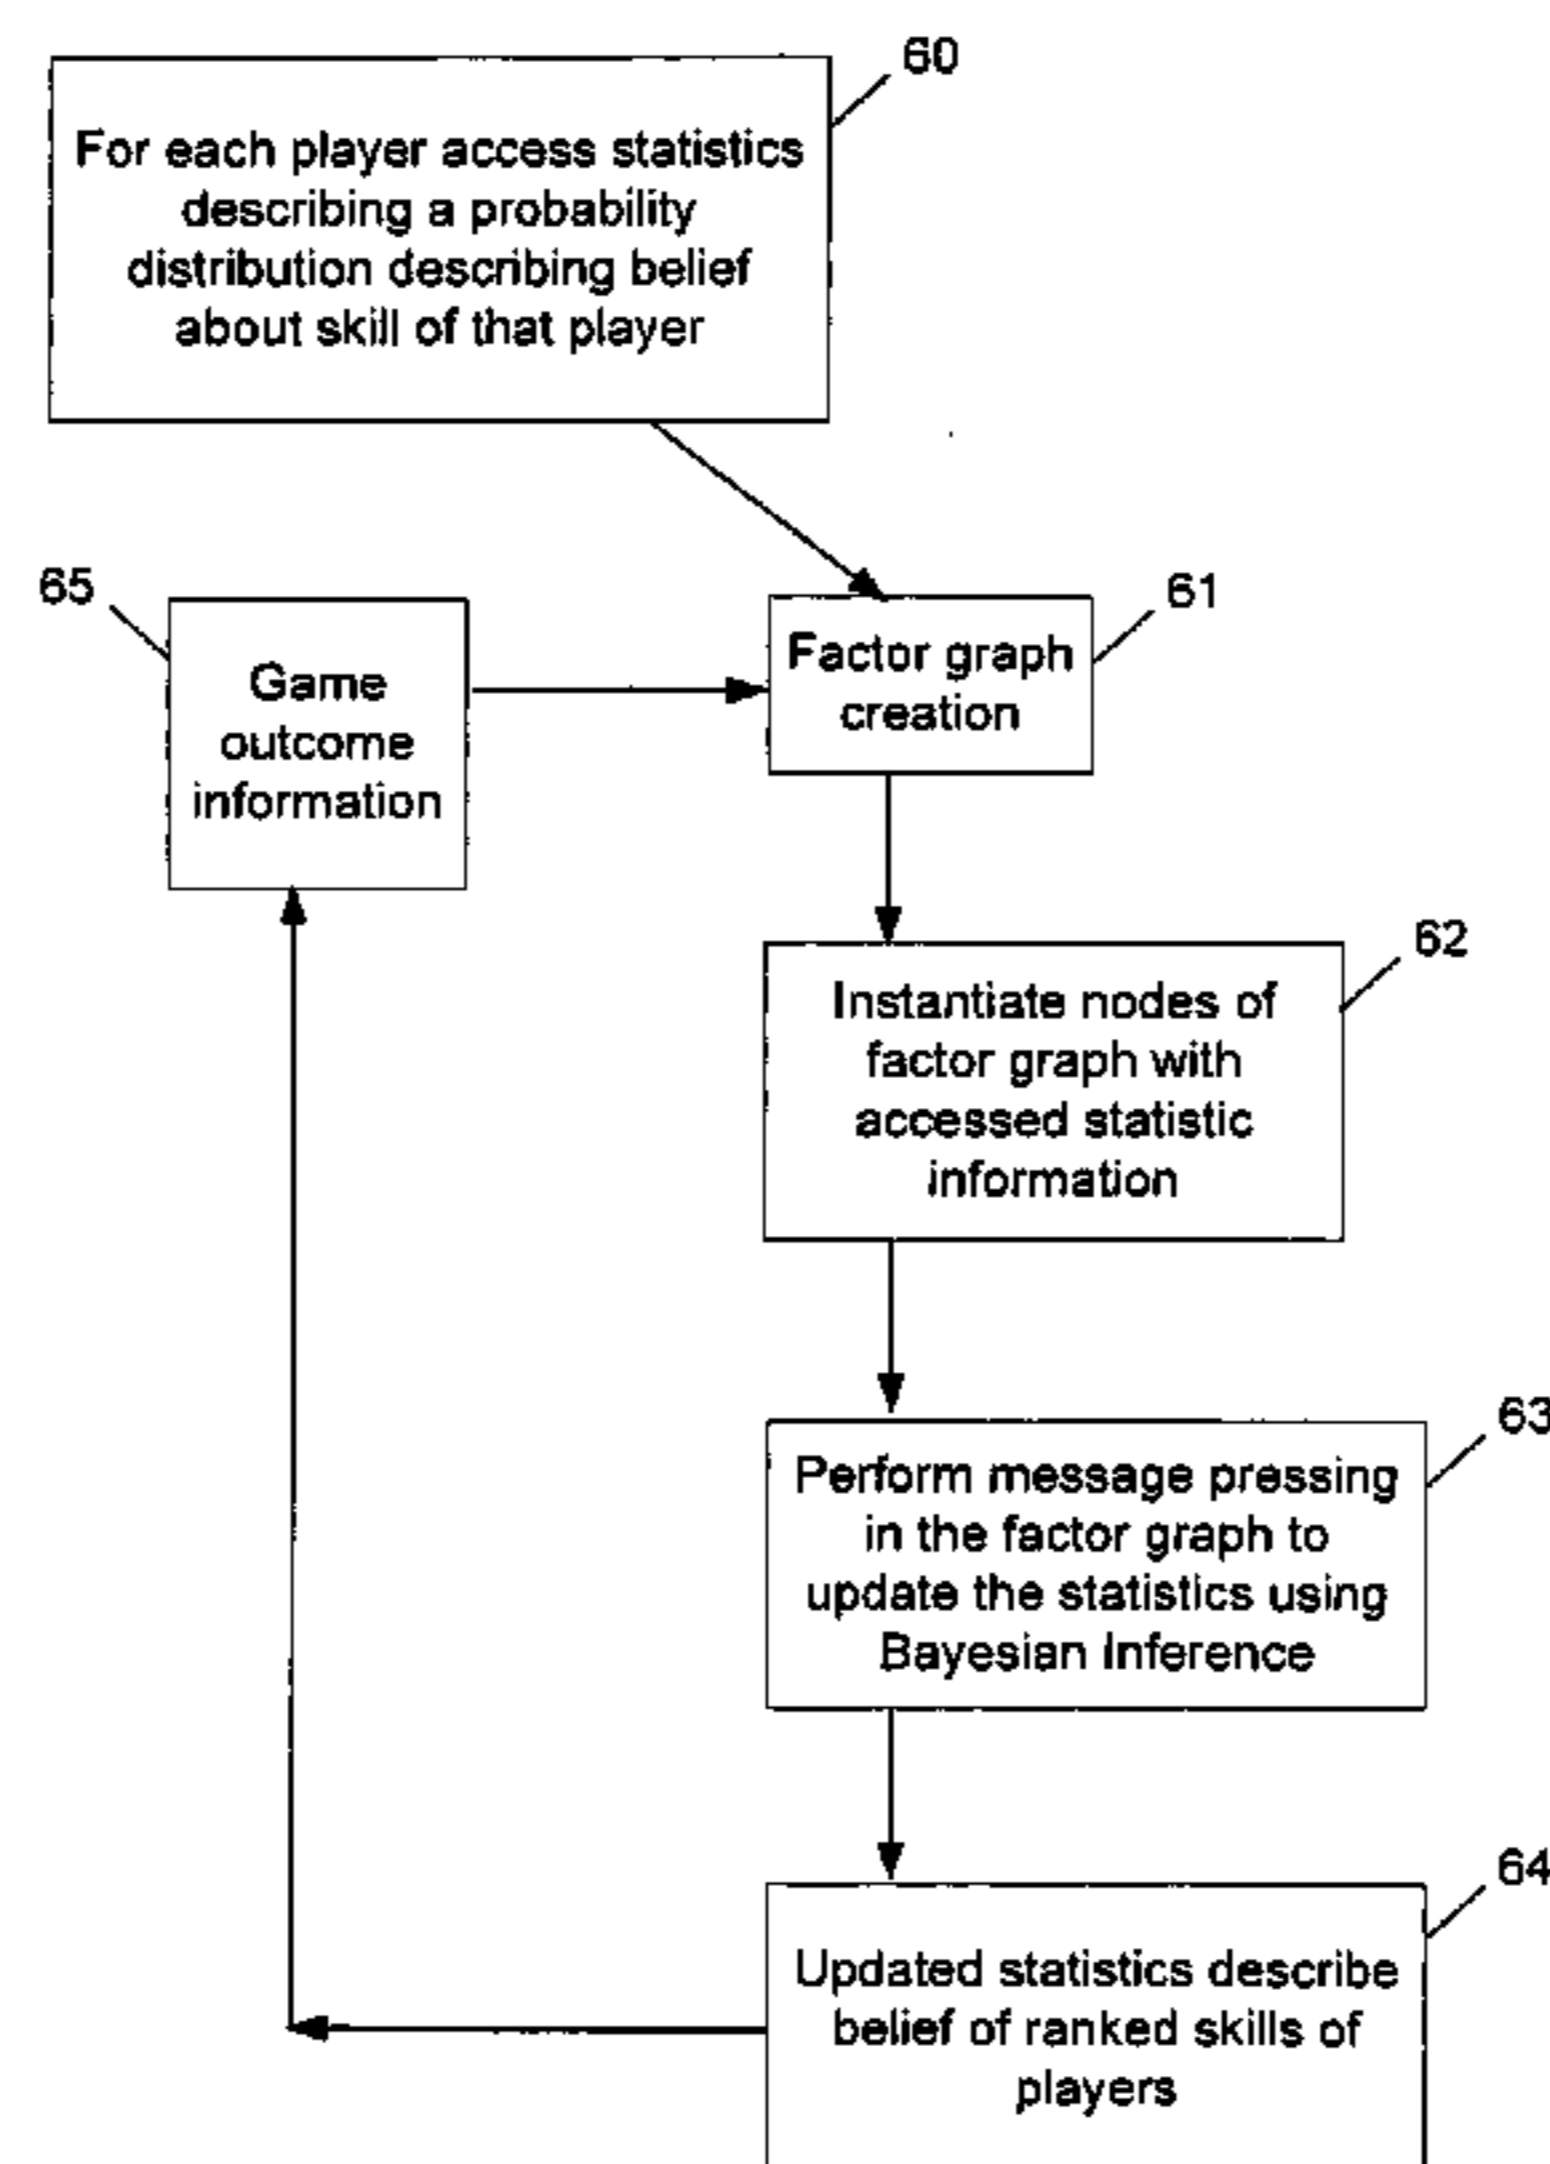 60
For each player access statistics
describing a probability
distribution describing belief
about skill of that player
65
Game
outcome
information
61
Factor graph
creation
62
Instantiate nodes of
factor graph with
accessed statistic
information
63
Perform message pressing
in the factor graph to
update the statistics using
Bayesian Inference
64
Updated statistics describe
belief of ranked skills of
players